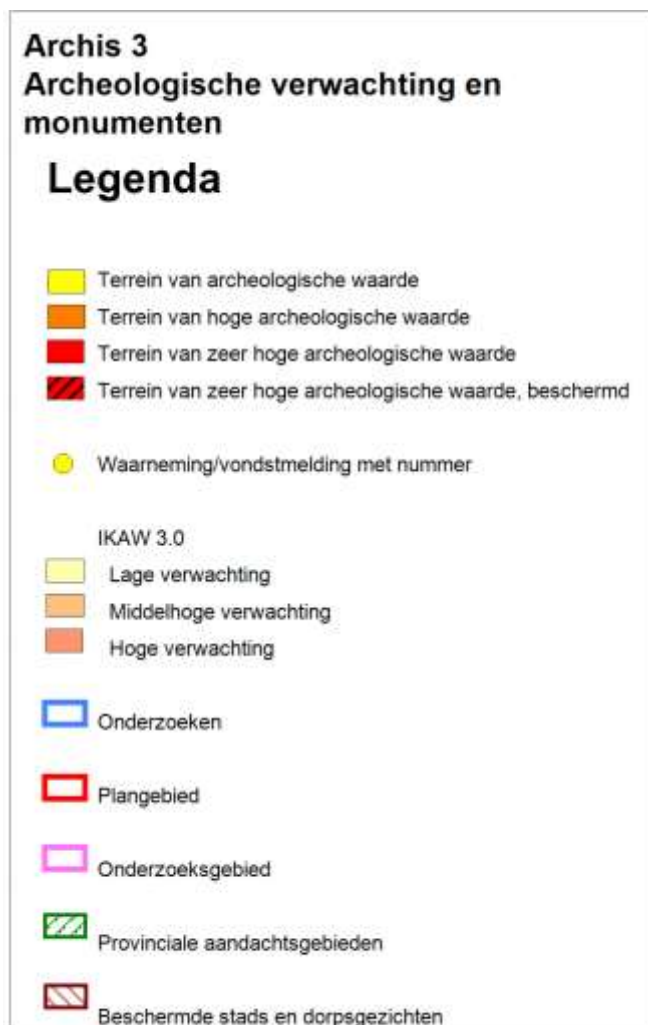 Archis 3
Archeologische verwachting en
monumenten
Legenda
Terrein van archeologische waarde
Terrein van hoge archeologische waarde
Terrein van zeer hoge archeologische waarde
Terrein van zeer hoge archeologische waarde, beschermd
Waarneming/vondstmelding met nummer
IKAW 3.0
Lage verwachting
Middelhoge verwachting
Hoge verwachting
Onderzoeken
Plangebied
Onderzoeksgebied
Provinciale aandachtsgebieden
Beschermde stads en dorpsgezichten